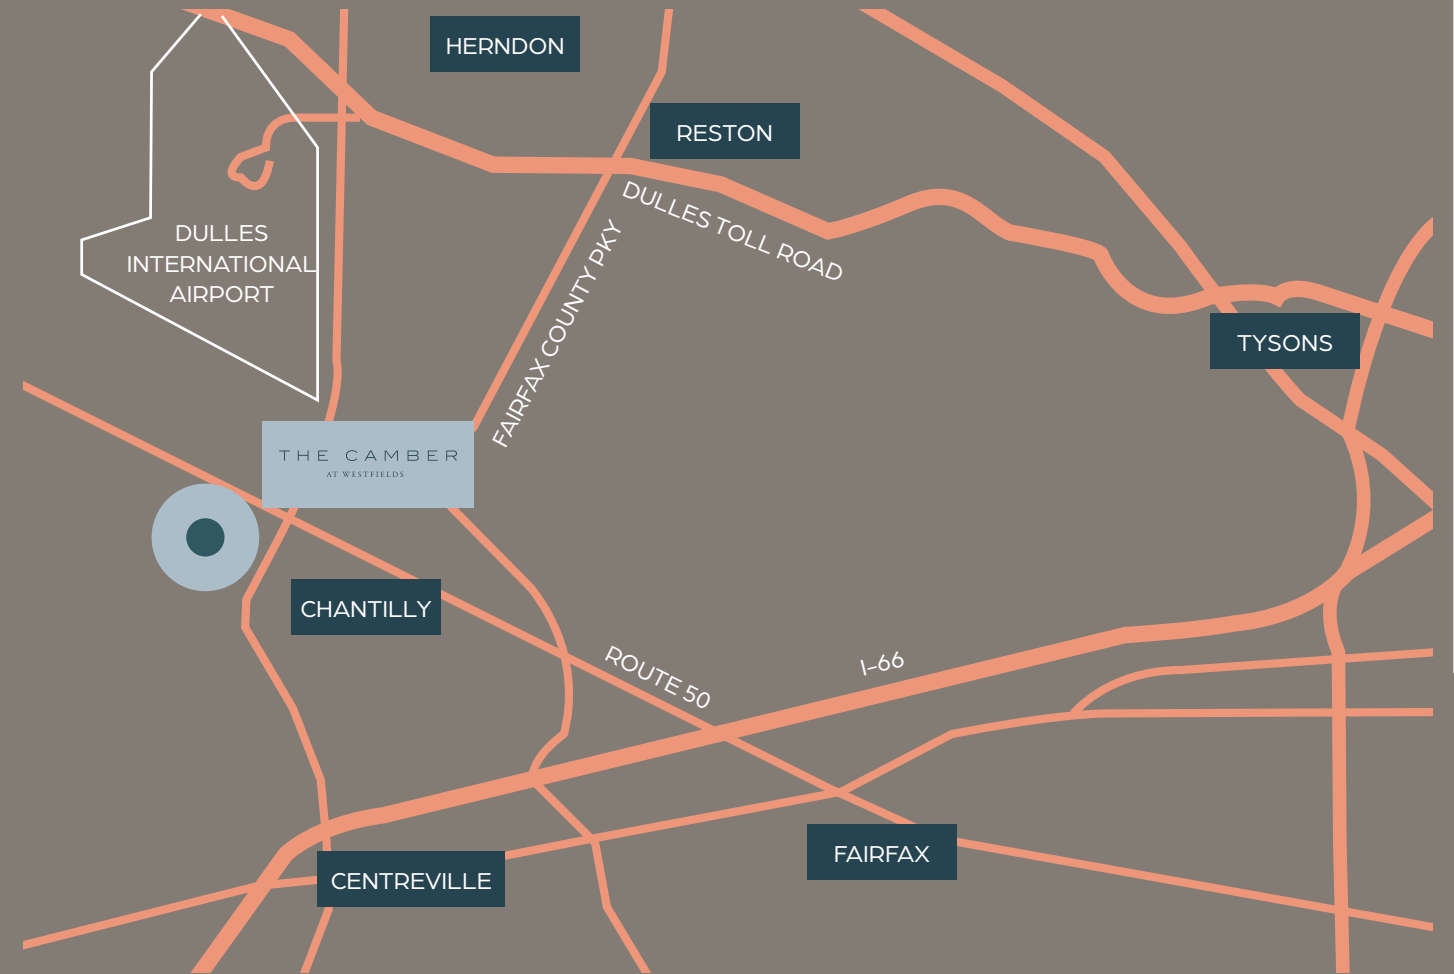 HERNDON
RESTON
DULLES TOLL ROAD
FAIRFAX COUNTY PKY
DULLES
INTERNATIONAL
AIRPORT
TYSONS
THE CAMBER
AT WESTFIELDS
CHANTILLY
ROUTE 50
I-66
FAIRFAX
CENTREVILLE